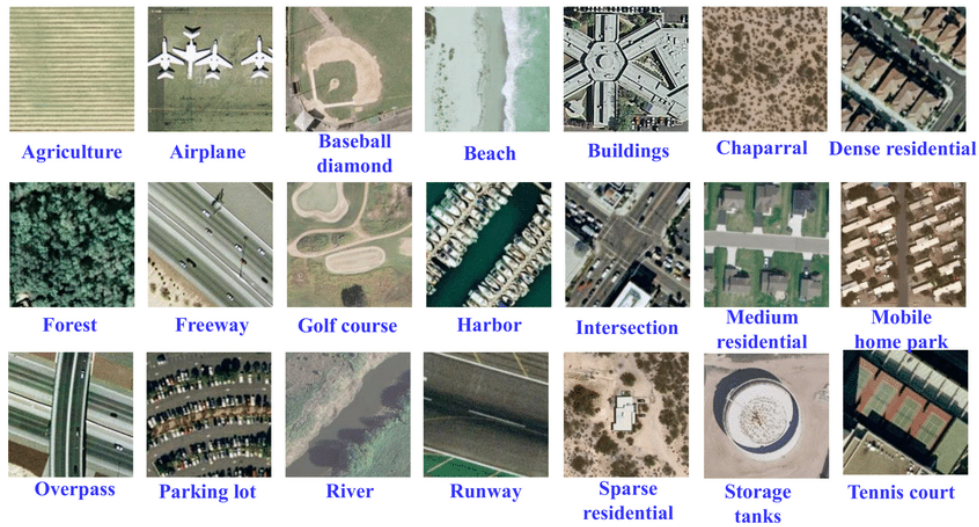 Agriculture
Airplane
Baseball
diamond
Beach
Buildings
Chaparral
Dense residential
Forest
Freeway
Golf course
Harbor
Intersection
Medium
residential
Mobile
home park
Overpass
Parking lot
River
Runway
Sparse
residential
Storage
tanks
Tennis court